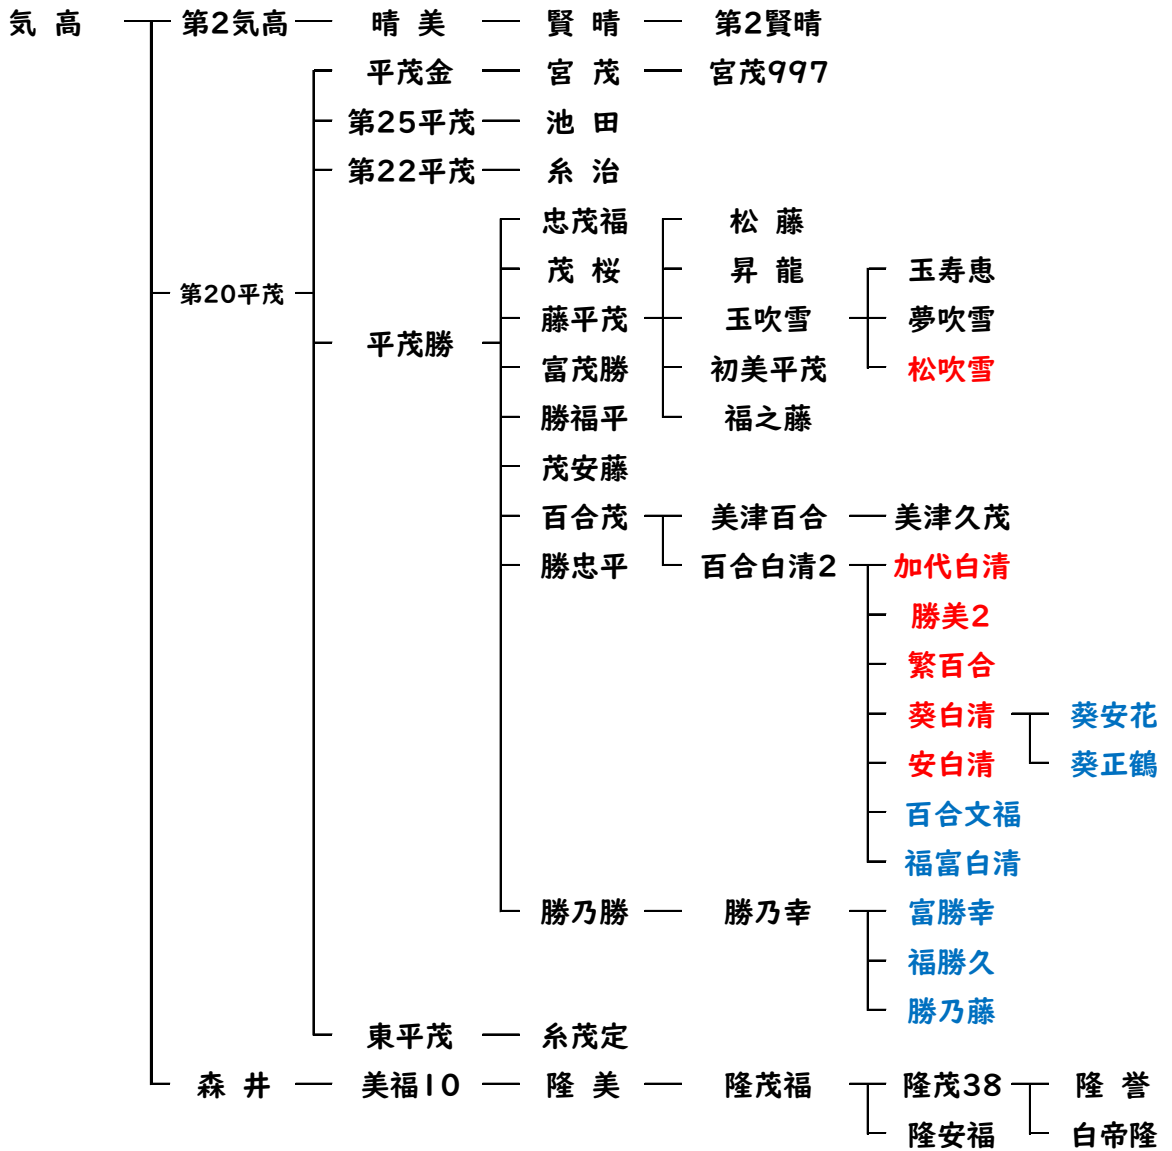 気 高 第2気高 晴 美 賢 晴 第2賢晴
平茂金 宮 茂 宮茂997
第25平茂 池 田
第22平茂 糸 治
忠茂福 松 藤
茂 桜 昇 龍 玉寿恵
第20平茂
藤平茂 玉吹雪 夢吹雪
平茂勝
富茂勝 初美平茂 松吹雪
勝福平 福之藤
茂安藤
百合茂 美津百合 美津久茂
勝忠平 百合白清2 加代白清
勝美2
繁百合
葵白清 葵安花
安白清 葵正鶴
百合文福
福富白清
勝乃勝 勝乃幸 富勝幸
福勝久
勝乃藤
東平茂 糸茂定
森 井 美福10 隆 美 隆茂福 隆茂38 隆 誉
隆安福 白帝隆